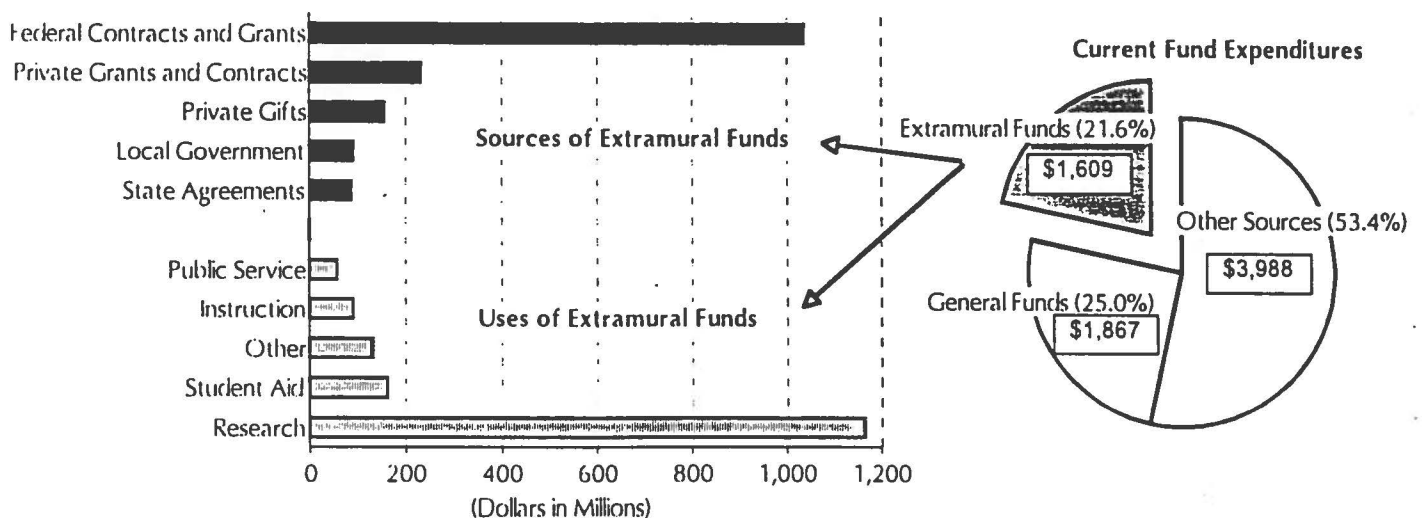 Federal Contracts and Grants
Private Grants and Contracts
Private Gifts
Local Government
State Agreements
Sources of Extramural Funds
Public Service
Instruction
Other
Student Aid
Research
Uses of Extramural Funds
0 200 400 600 800 1,000 1,200
(Dollars in Millions)
Current Fund Expenditures
Extramural Funds (21.6%)
$1,609
Other Sources (53.4%)
$3,988
General Funds (25.0%)
$1,867